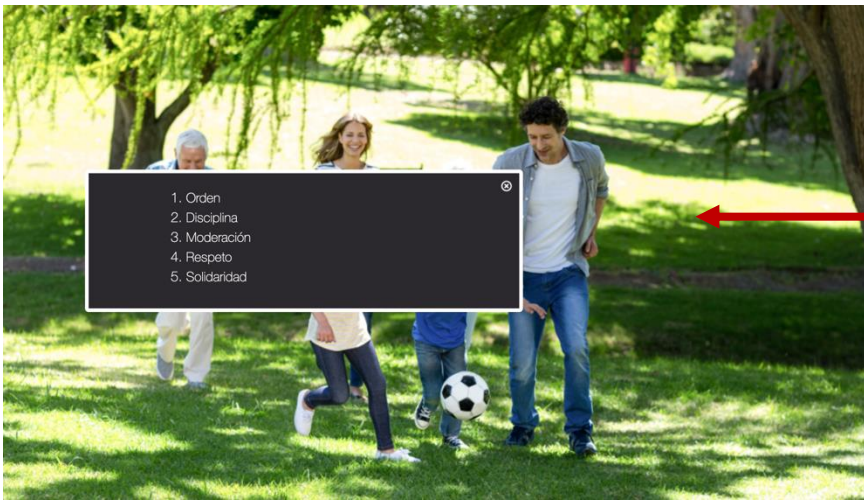 1. Orden
2. Disciplina
3. Moderación
4. Respeto
5. Solidaridad